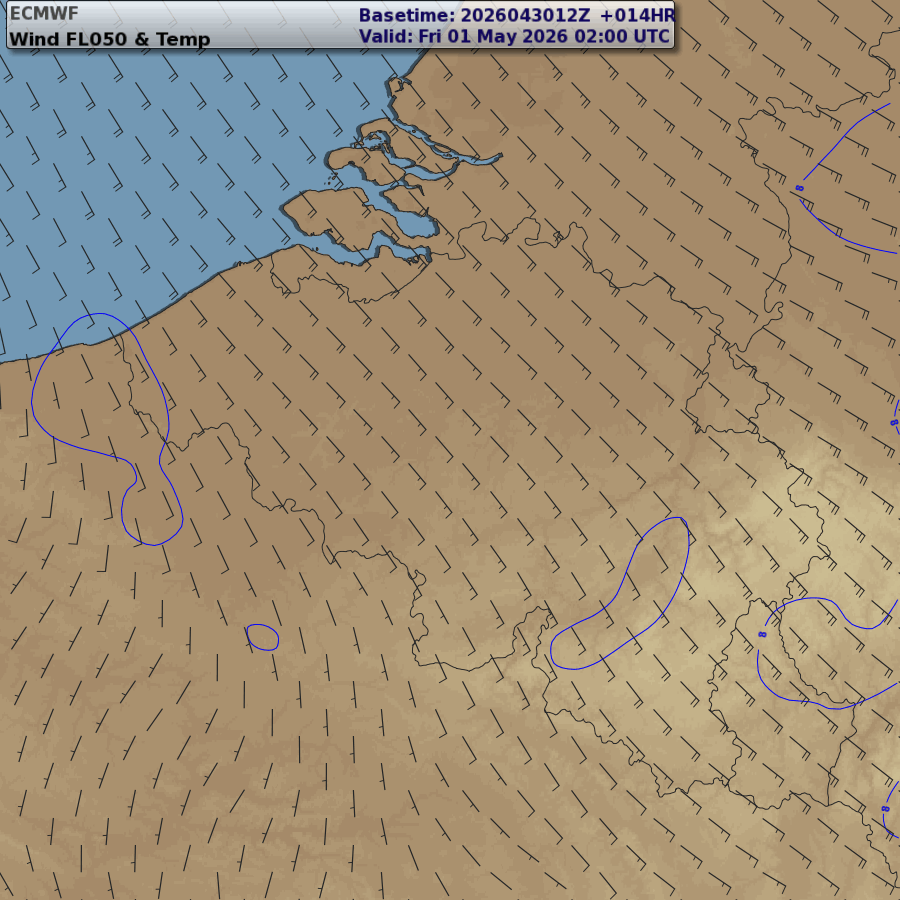 ECMWF
Basetime: 2026043012Z +014HR
Wind FL050 & Temp
Valid: Fri 01 May 2026 02:00 UTC
8
8
8
8